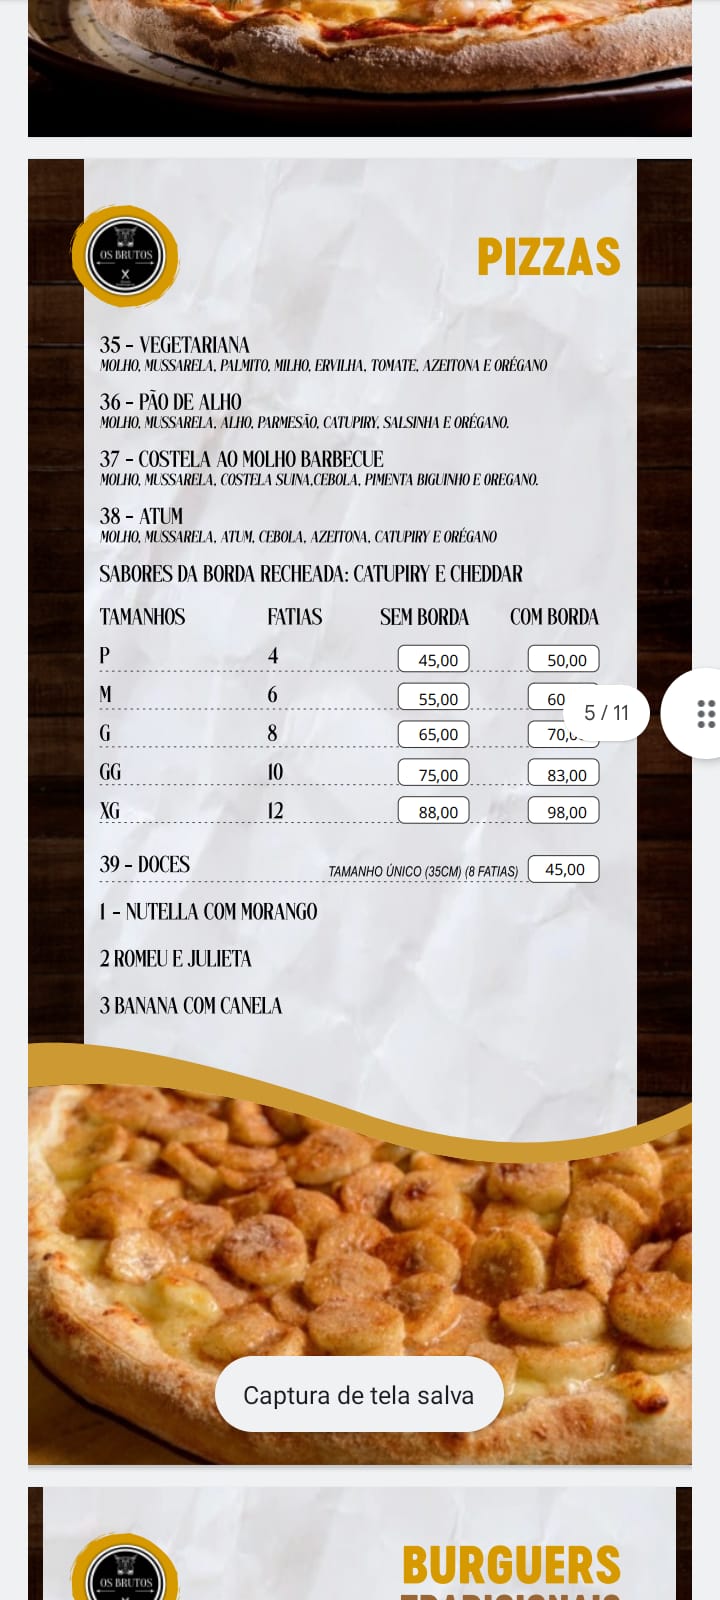 OS BRUTOS
PIZZAS
35 - VEGETARIANA
MOLHO, MUSSARELA, PALMITO, MILHO, ERVILHA, TOMATE, AZEITONA E ORÉGANO
36 - PÃO DE ALHO
MOLHO, MUSSARELA, ALHO, PARMESÃO, CATUPIRY, SALSINHA E ORÉGANO.
37 - COSTELA AO MOLHO BARBECUE
MOLHO, MUSSARELA, COSTELA SUINA,CEBOLA, PIMENTA BIGUINHO E OREGANO.
38 - ATUM
MOLHO, MUSSARELA, ATUM, CEBOLA, AZEITONA, CATUPIRY E ORÉGANO
SABORES DA BORDA RECHEADA: CATUPIRY E CHEDDAR
TAMANHOS FATIAS SEM BORDA COM BORDA
P 4 45,00 50,00
M 6 55,00 60
5 / 11
G 8 65,00 70,0
GG 10 75,00 83,00
XG 12 88,00 98,00
39 - DOCES TAMANHO ÚNICO (35CM) (8 FATIAS) 45,00
1 - NUTELLA COM MORANGO
2 ROMEU E JULIETA
3 BANANA COM CANELA
Captura de tela salva
BURGUERS
OS BRUTOS
TRADICIONAIS